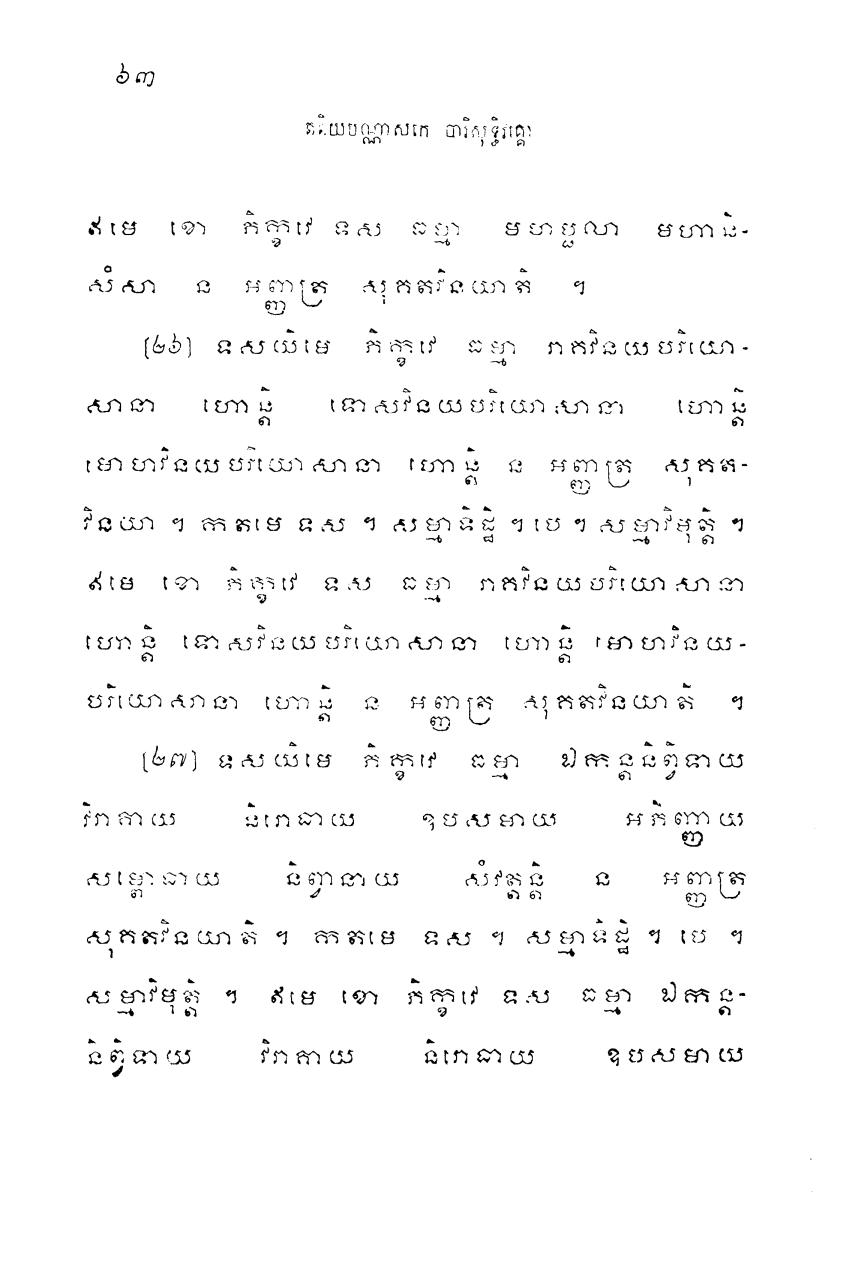 ៦៣
តតិយបណ្ណាសកេ បារិសុទ្ធិវគ្គោ
ឥមេ ខោ ភិក្ខវេ ទស ធម្មា មហប្ផលា មហានិ-
សំសា ន អញ្ញត្រ សុគតវិនយាតិ ។
[២៦] ទសយិមេ ភិក្ខវេ ធម្មា រាគវិនយបរិយោ-
សានា ហោន្តិ ទោសវិនយបរិយោសានា ហោន្តិ
មោហវិនយបរិយោសានា ហោន្តិ ន អញ្ញត្រ សុគត-
វិនយា ។ កតមេ ទស ។ សម្មាទិដ្ឋិ ។ បេ ។ សម្មាវិមុត្តិ ។
ឥមេ ខោ ភិក្ខវេ ទស ធម្មា រាគវិនយបរិយោសានា
ហោន្តិ ទោសវិនយបរិយោសានា ហោន្តិ មោហវិនយ-
បរិយោសានា ហោន្តិ ន អញ្ញត្រ សុគតវិនយាតិ ។
[២៧] ទសយិមេ ភិក្ខវេ ធម្មា ឯកន្តនិព្វិទាយ
វិរាគាយ និរោធាយ ឧបសមាយ អភិញ្ញាយ
សម្ពោធាយ និព្វានាយ សំវត្តន្តិ ន អញ្ញត្រ
សុគតវិនយាតិ ។ កតមេ ទស ។ សម្មាទិដ្ឋិ ។ បេ ។
សម្មាវិមុត្តិ ។ ឥមេ ខោ ភិក្ខវេ ទស ធម្មា ឯកន្ត-
និព្វិទាយ វិរាគាយ និរោធាយ ឧបសមាយ